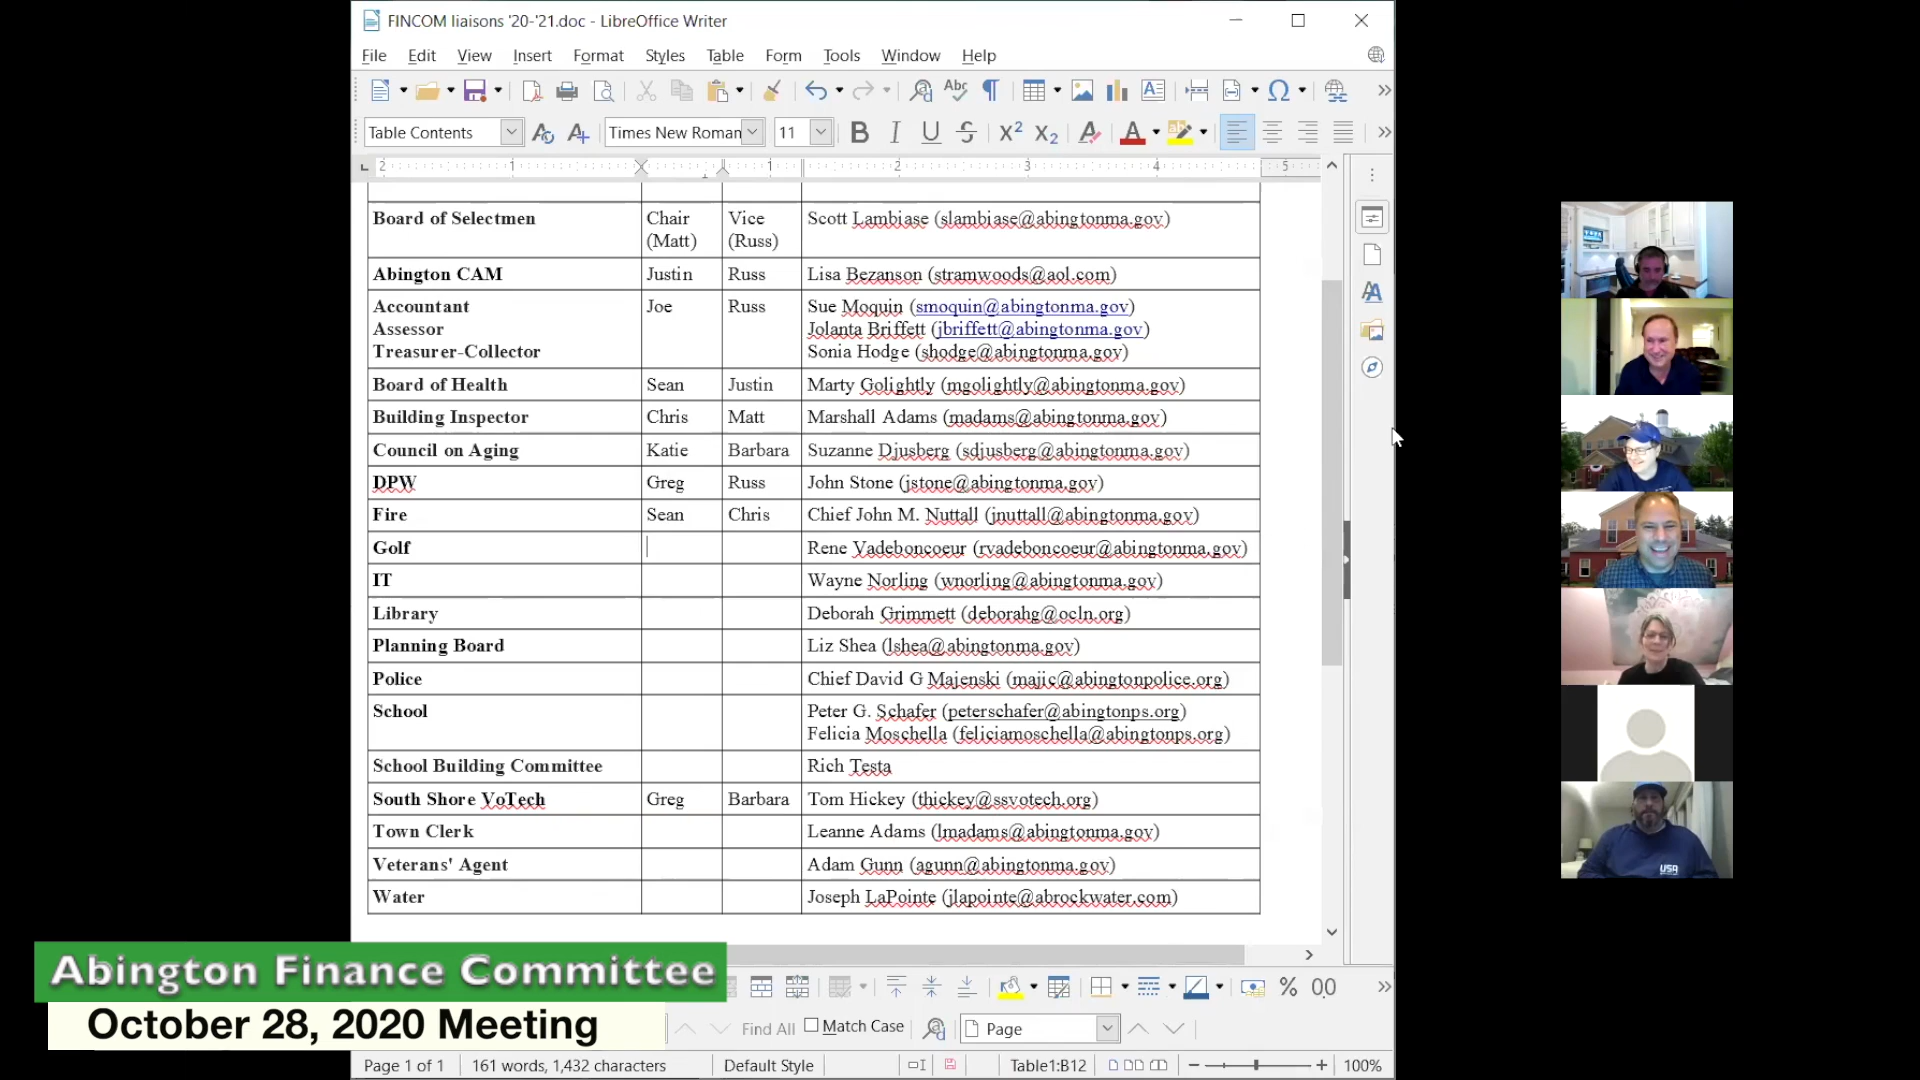 FINCOM liaisons '20-'21.doc - LibreOffice Writer
File Edit View Insert Format Styles Table Form Tools Window Help
Table Contents Times New Roman 11
2 1 1 2 3 4 5
Board of Selectmen Chair (Matt) Vice (Russ) Scott Lambiase (slambiase@abingtonma.gov)
Abington CAM Justin Russ Lisa Bezanson (stramwoods@aol.com)
Accountant Joe Russ Sue Moquin (smoquin@abingtonma.gov)
Assessor Jolanta Briffett (jbriffett@abingtonma.gov)
Treasurer-Collector Sonia Hodge (shodge@abingtonma.gov)
Board of Health Sean Justin Marty Golightly (mgolightly@abingtonma.gov)
Building Inspector Chris Matt Marshall Adams (madams@abingtonma.gov)
Council on Aging Katie Barbara Suzanne Djusberg (sdjusberg@abingtonma.gov)
DPW Greg Russ John Stone (jstone@abingtonma.gov)
Fire Sean Chris Chief John M. Nuttall (jnuttall@abingtonma.gov)
Golf Rene Vadeboncoeur (rvadeboncoeur@abingtonma.gov)
IT Wayne Norling (wnorling@abingtonma.gov)
Library Deborah Grimmett (deborahg@ocln.org)
Planning Board Liz Shea (lshea@abingtonma.gov)
Police Chief David G Majenski (majic@abingtonpolice.org)
School Peter G. Schafer (peterschafer@abingtonps.org)
Felicia Moschella (feliciamoschella@abingtonps.org)
School Building Committee Rich Testa
South Shore VoTech Greg Barbara Tom Hickey (thickey@ssvotech.org)
Town Clerk Leanne Adams (lmadams@abingtonma.gov)
Veterans' Agent Adam Gunn (agunn@abingtonma.gov)
Water Joseph LaPointe (jlapointe@abrockwater.com)
USA
Abington Finance Committee
October 28, 2020 Meeting
Find All Match Case Page
Page 1 of 1 161 words, 1,432 characters Default Style Table1:B12 100%